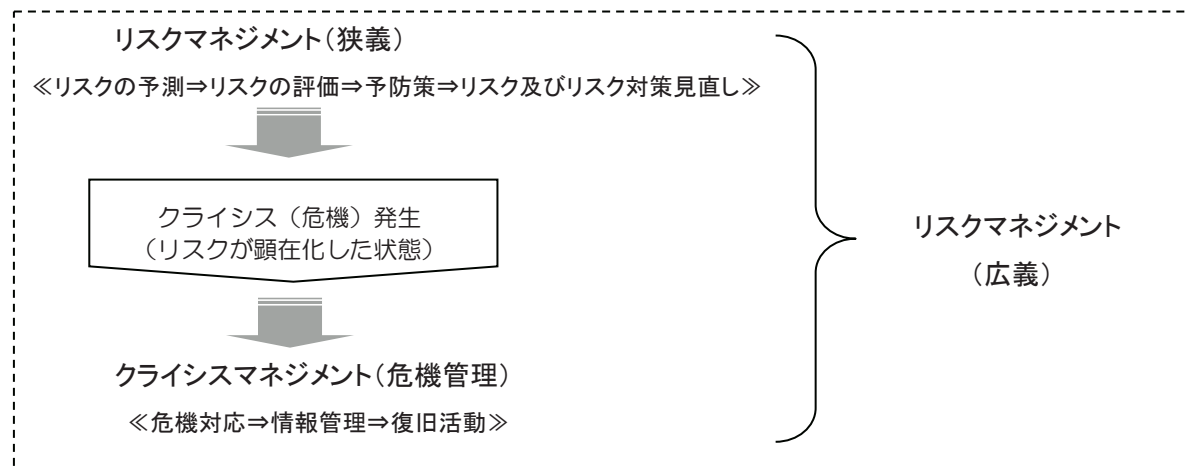 リスクマネジメント（狭義）
≪リスクの予測⇒リスクの評価⇒予防策⇒リスク及びリスク対策見直し≫
クライシス（危機）発生
（リスクが顕在化した状態）
リスクマネジメント
（広義）
クライシスマネジメント（危機管理）
≪危機対応⇒情報管理⇒復旧活動≫